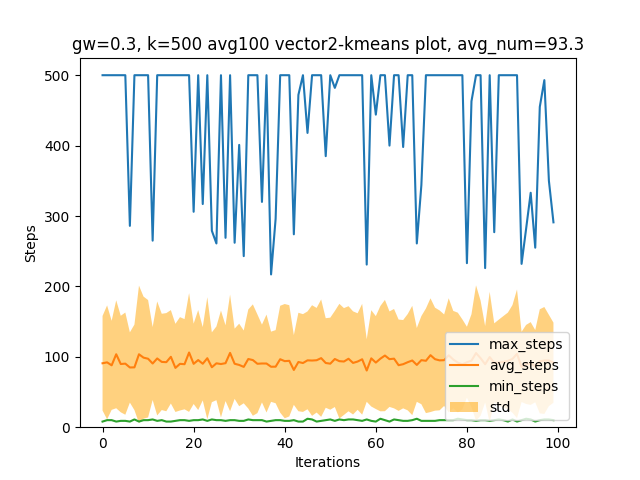 gw=0.3, k=500 avg100 vector2-kmeans plot, avg_num=93.3
500
400
300
200
100
0
Steps
max_steps
avg_steps
min_steps
std
0 20 40 60 80 100
Iterations